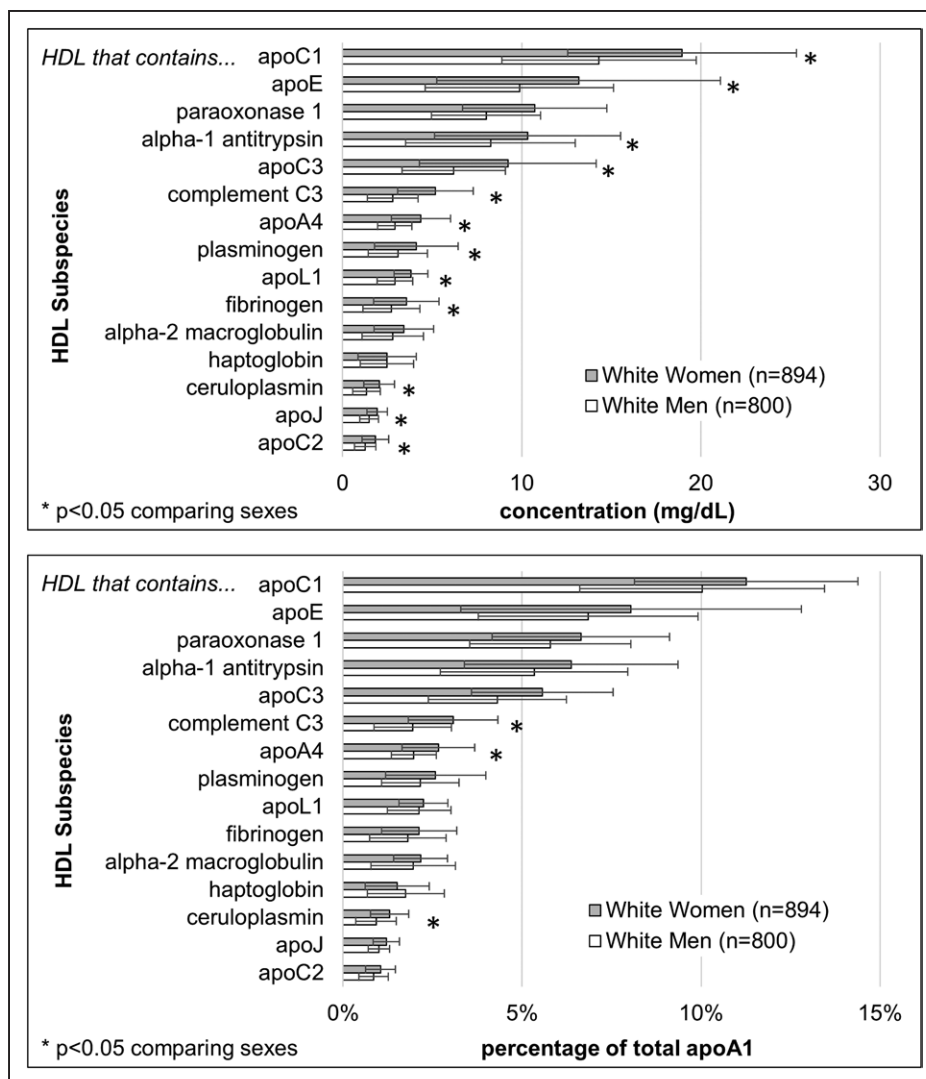 HDL that contains... apoC1
apoE
paraoxonase 1
alpha-1 antitrypsin
apoC3
complement C3
apoA4
plasminogen
apoL1
fibrinogen
alpha-2 macroglobulin
haptoglobin
ceruloplasmin
apoJ
apoC2
HDL Subspecies
*
*
*
*
*
*
*
*
*
*
*
*
White Women (n=894)
White Men (n=800)
0 10 20 30
* p<0.05 comparing sexes concentration (mg/dL)
HDL that contains... apoC1
apoE
paraoxonase 1
alpha-1 antitrypsin
apoC3
complement C3
apoA4
plasminogen
apoL1
fibrinogen
alpha-2 macroglobulin
haptoglobin
ceruloplasmin
apoJ
apoC2
HDL Subspecies
*
*
*
White Women (n=894)
White Men (n=800)
0% 5% 10% 15%
* p<0.05 comparing sexes percentage of total apoA1